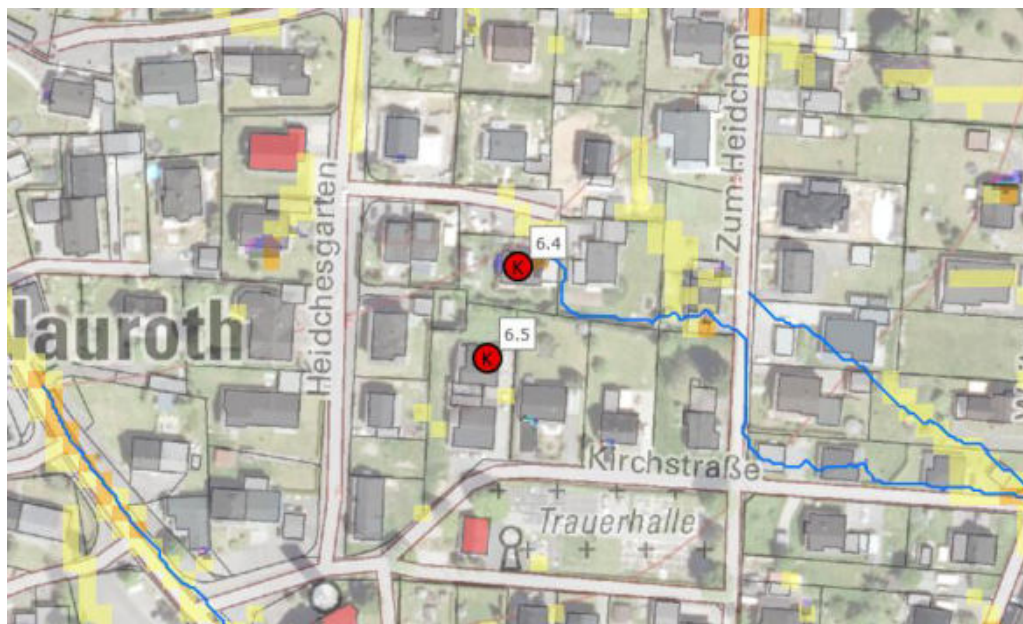 Zum Heidchen
Heidchesgarten
6.4
K
lauroth
6.5
K
Kirchstraße
Trauerhalle